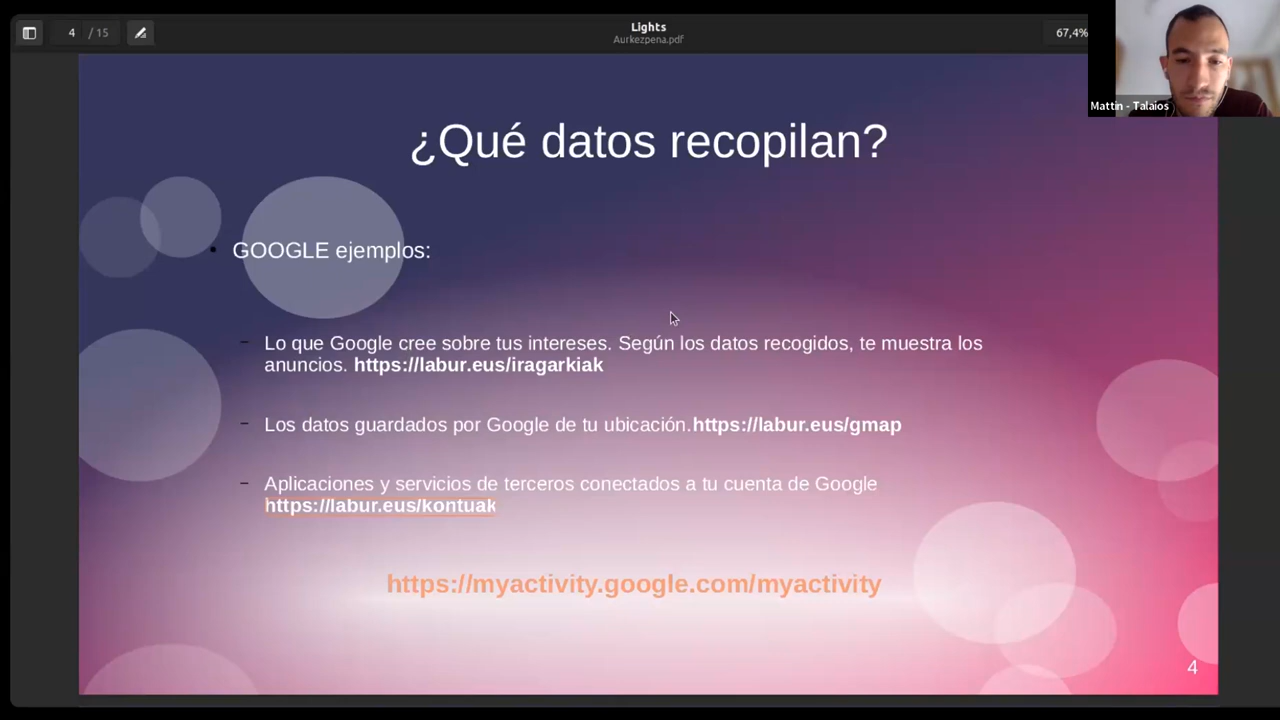 4 / 15
Lights
Aurkezpena.pdf
67,4%
Mattin - Talaios
¿Qué datos recopilan?
GOOGLE ejemplos:
Lo que Google cree sobre tus intereses. Según los datos recogidos, te muestra los
anuncios. https://labur.eus/iragarkiak
Los datos guardados por Google de tu ubicación.https://labur.eus/gmap
Aplicaciones y servicios de terceros conectados a tu cuenta de Google
https://labur.eus/kontuak
https://myactivity.google.com/myactivity
4